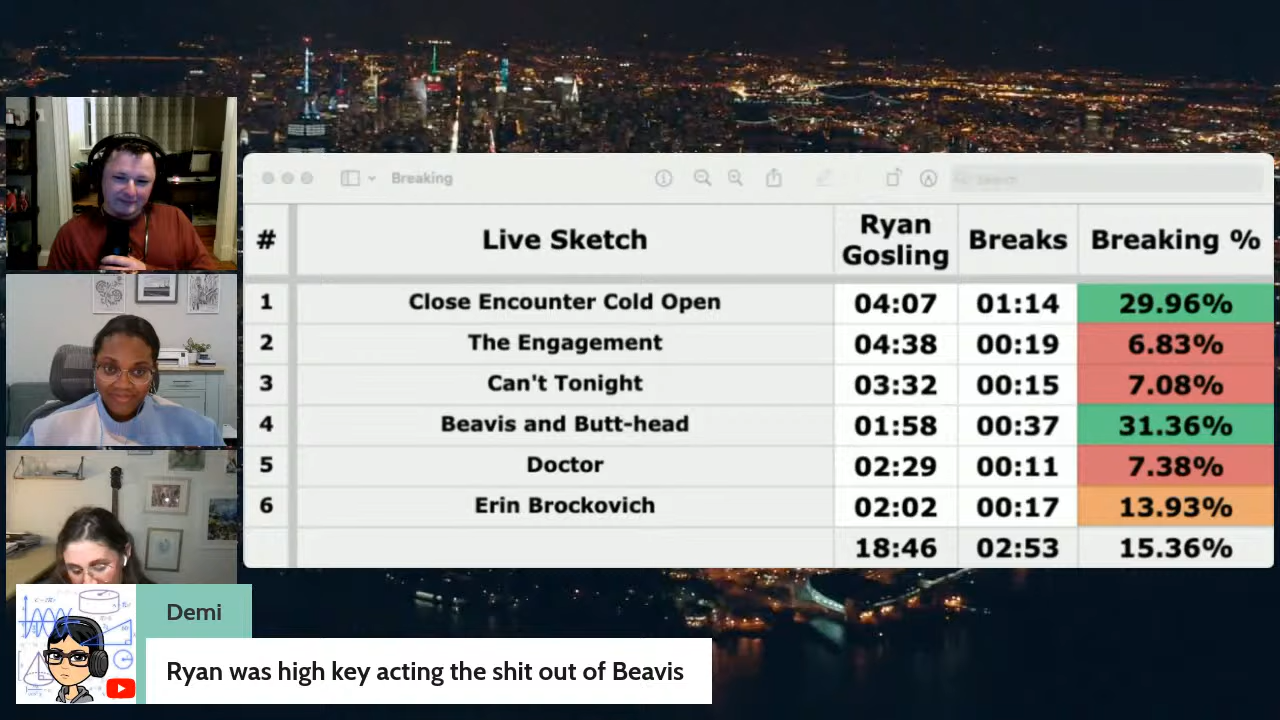 Breaking
Search
# Live Sketch Ryan Gosling Breaks Breaking %
1 Close Encounter Cold Open 04:07 01:14 29.96%
2 The Engagement 04:38 00:19 6.83%
3 Can't Tonight 03:32 00:15 7.08%
4 Beavis and Butt-head 01:58 00:37 31.36%
5 Doctor 02:29 00:11 7.38%
6 Erin Brockovich 02:02 00:17 13.93%
18:46 02:53 15.36%
Demi
Ryan was high key acting the shit out of Beavis